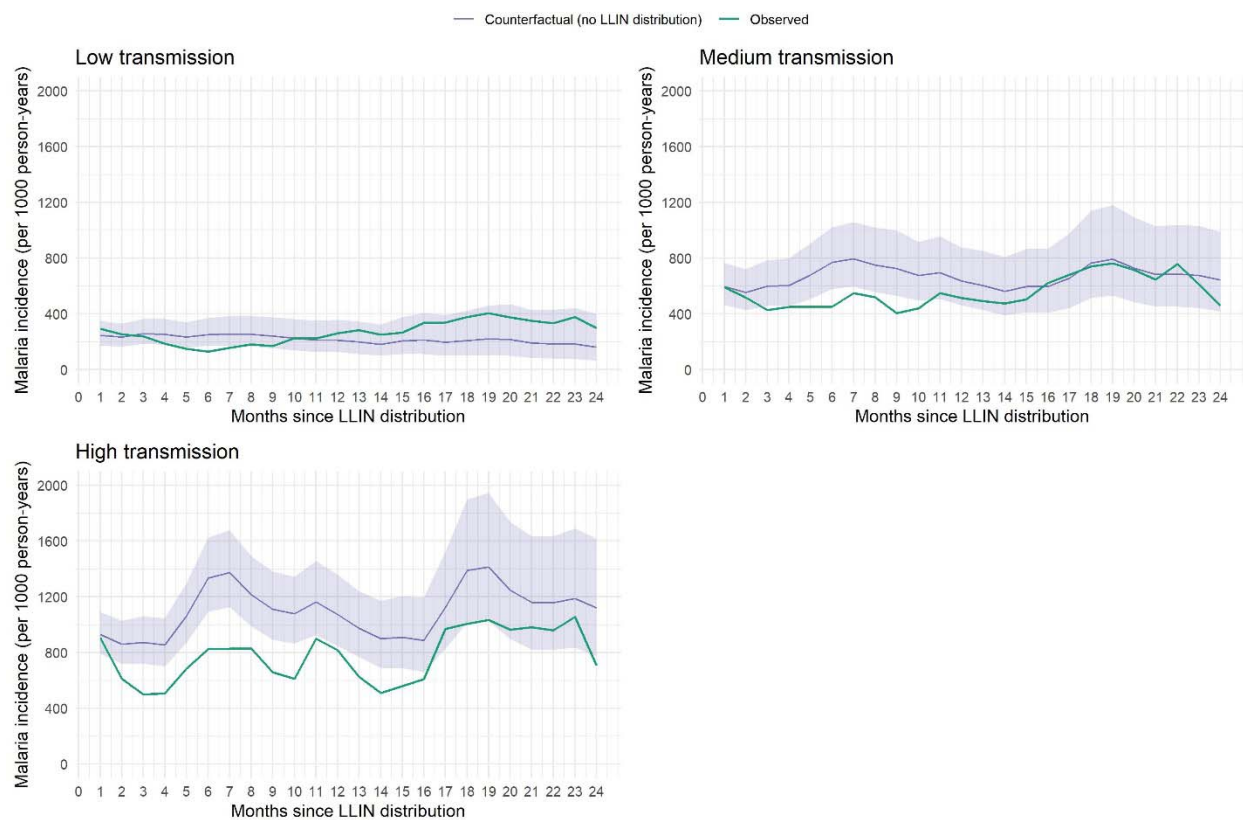 Counterfactual (no LLIN distribution) Observed
Low transmission
Malaria incidence (per 1000 person-years)
2000
1600
1200
800
400
0
0 1 2 3 4 5 6 7 8 9 10 11 12 13 14 15 16 17 18 19 20 21 22 23 24
Months since LLIN distribution
Medium transmission
Malaria incidence (per 1000 person-years)
2000
1600
1200
800
400
0
0 1 2 3 4 5 6 7 8 9 10 11 12 13 14 15 16 17 18 19 20 21 22 23 24
Months since LLIN distribution
High transmission
Malaria incidence (per 1000 person-years)
2000
1600
1200
800
400
0
0 1 2 3 4 5 6 7 8 9 10 11 12 13 14 15 16 17 18 19 20 21 22 23 24
Months since LLIN distribution